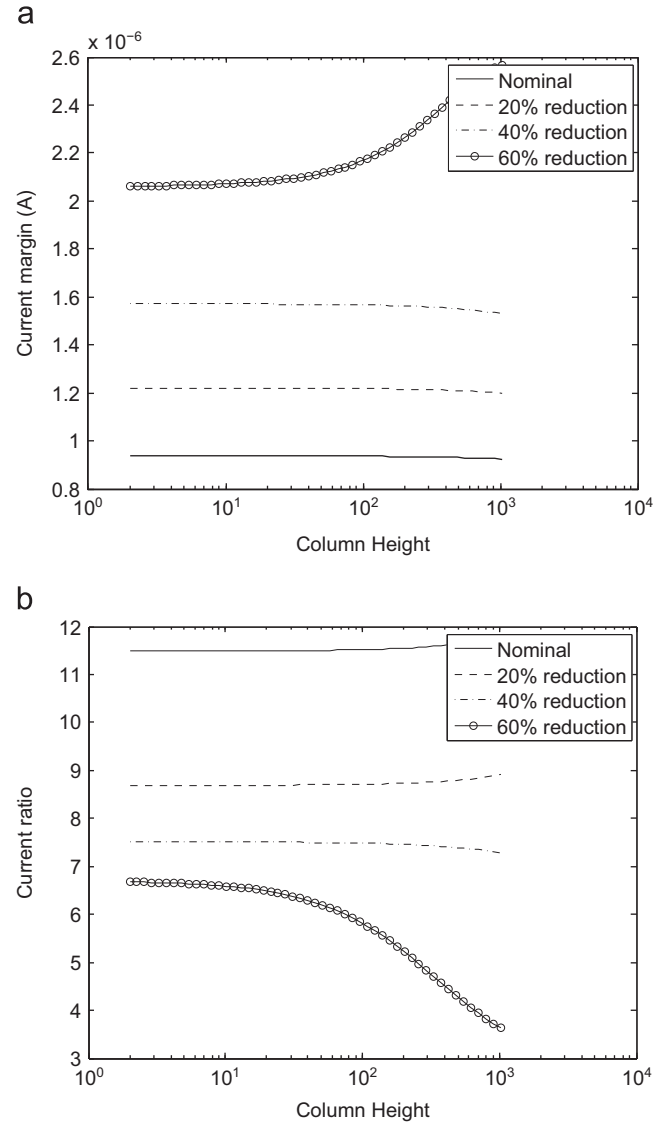 a
x 10⁻⁶
2.6
2.4
2.2
2
1.8
1.6
1.4
1.2
1
0.8
Current margin (A)
Nominal
20% reduction
40% reduction
60% reduction
10⁰
10¹
10²
10³
10⁴
Column Height
b
12
11
10
9
8
7
6
5
4
3
Current ratio
Nominal
20% reduction
40% reduction
60% reduction
10⁰
10¹
10²
10³
10⁴
Column Height